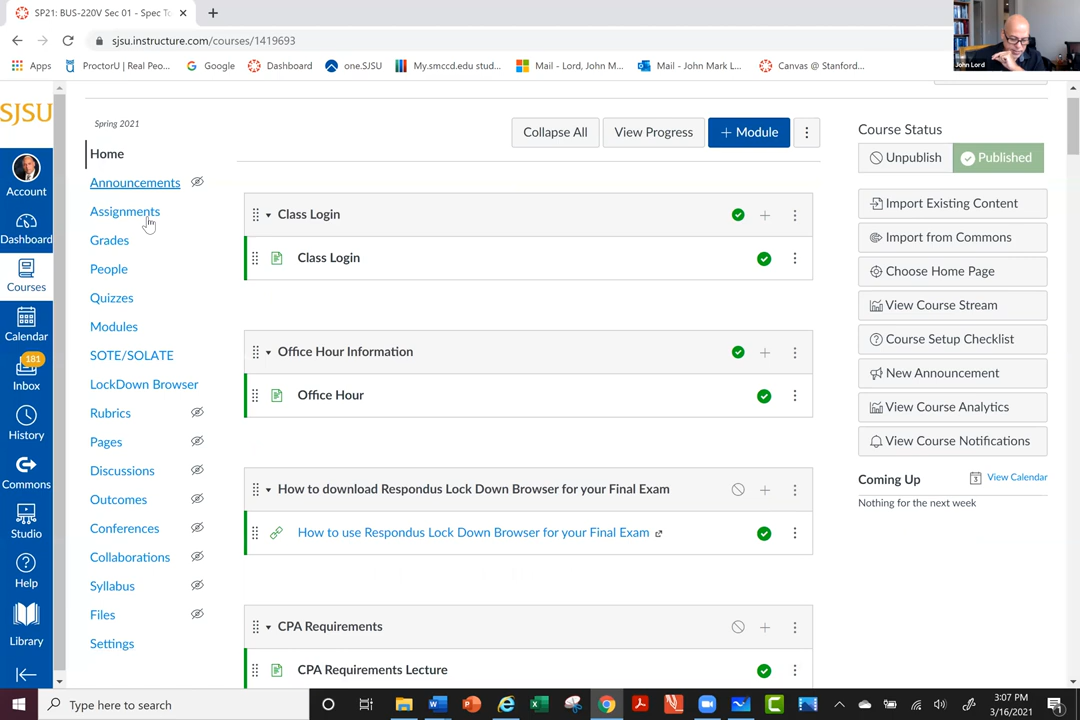 SP21: BUS-220V Sec 01 - Spec To
sjsu.instructure.com/courses/1419693
Apps
ProctorU | Real Peo...
Google
Dashboard
one.SJSU
My.smccd.edu stud...
Mail - Lord, John M...
Mail - John Mark L...
Canvas @ Stanford...
John Lord
SJSU
Account
Dashboard
Courses
Calendar
181
Inbox
History
Commons
Studio
Help
Library
Spring 2021
Home
Announcements
Assignments
Grades
People
Quizzes
Modules
SOTE/SOLATE
LockDown Browser
Rubrics
Pages
Discussions
Outcomes
Conferences
Collaborations
Syllabus
Files
Settings
Collapse All
View Progress
+ Module
Class Login
Class Login
Office Hour Information
Office Hour
How to download Respondus Lock Down Browser for your Final Exam
How to use Respondus Lock Down Browser for your Final Exam
CPA Requirements
CPA Requirements Lecture
Course Status
Unpublish
Published
Import Existing Content
Import from Commons
Choose Home Page
View Course Stream
Course Setup Checklist
New Announcement
View Course Analytics
View Course Notifications
Coming Up
3
View Calendar
Nothing for the next week
Type here to search
3:07 PM
3/16/2021
1